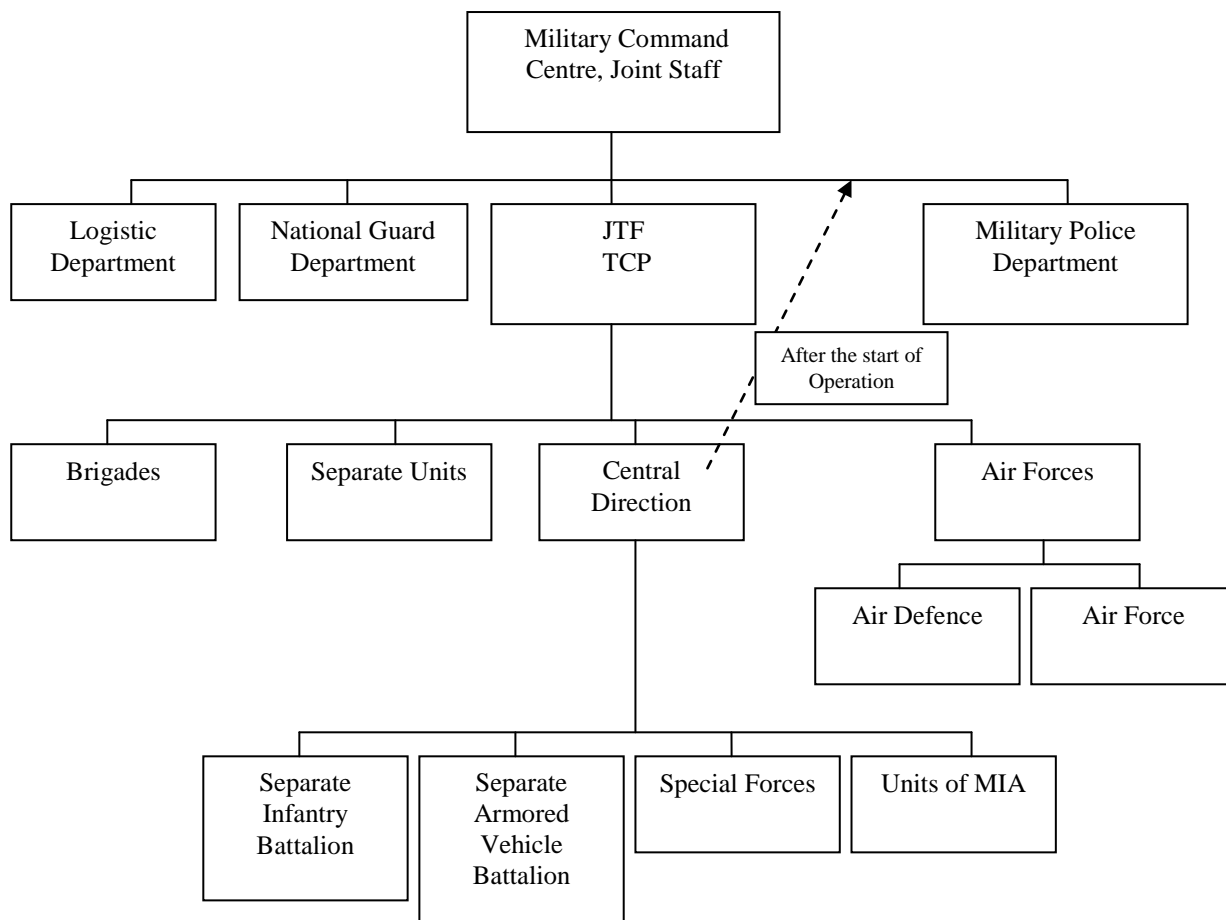 Military Command
Centre, Joint Staff
Logistic
Department
National Guard
Department
JTF
TCP
Military Police
Department
After the start of
Operation
Brigades
Separate Units
Central
Direction
Air Forces
Air Defence
Air Force
Separate
Infantry
Battalion
Separate
Armored
Vehicle
Battalion
Special Forces
Units of MIA